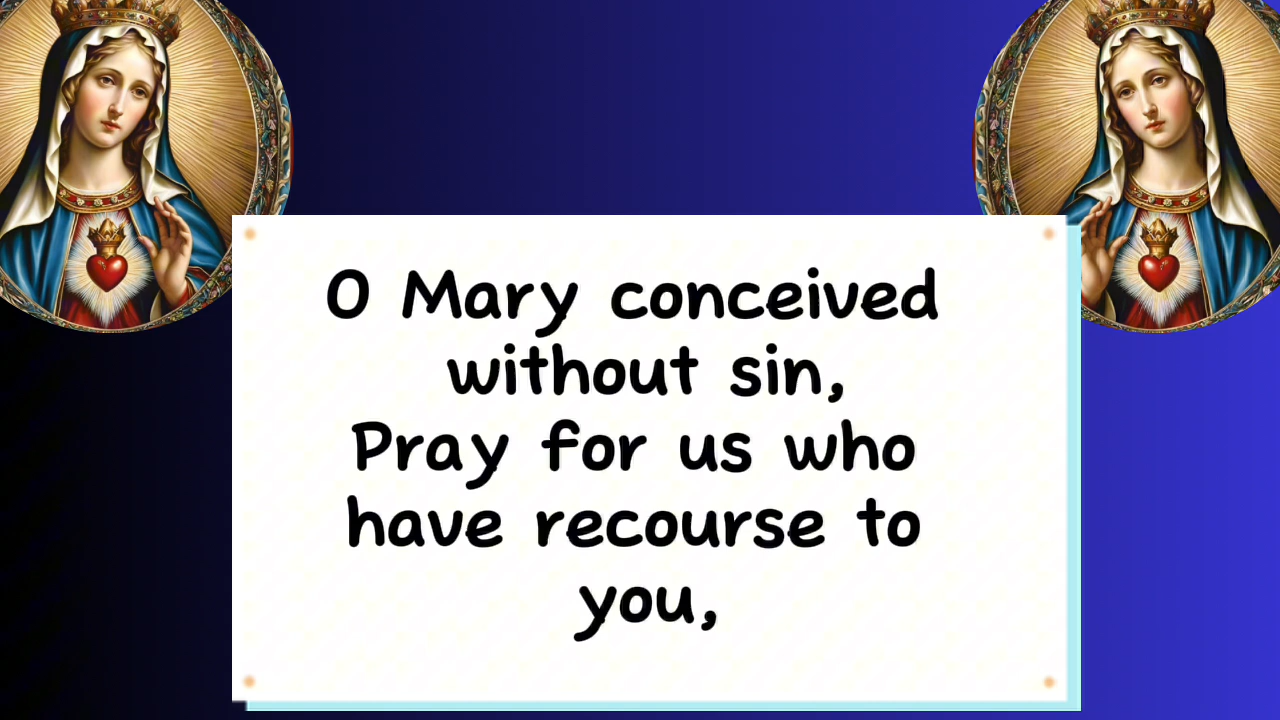 O Mary conceived
without sin,
Pray for us who
have recourse to
you,